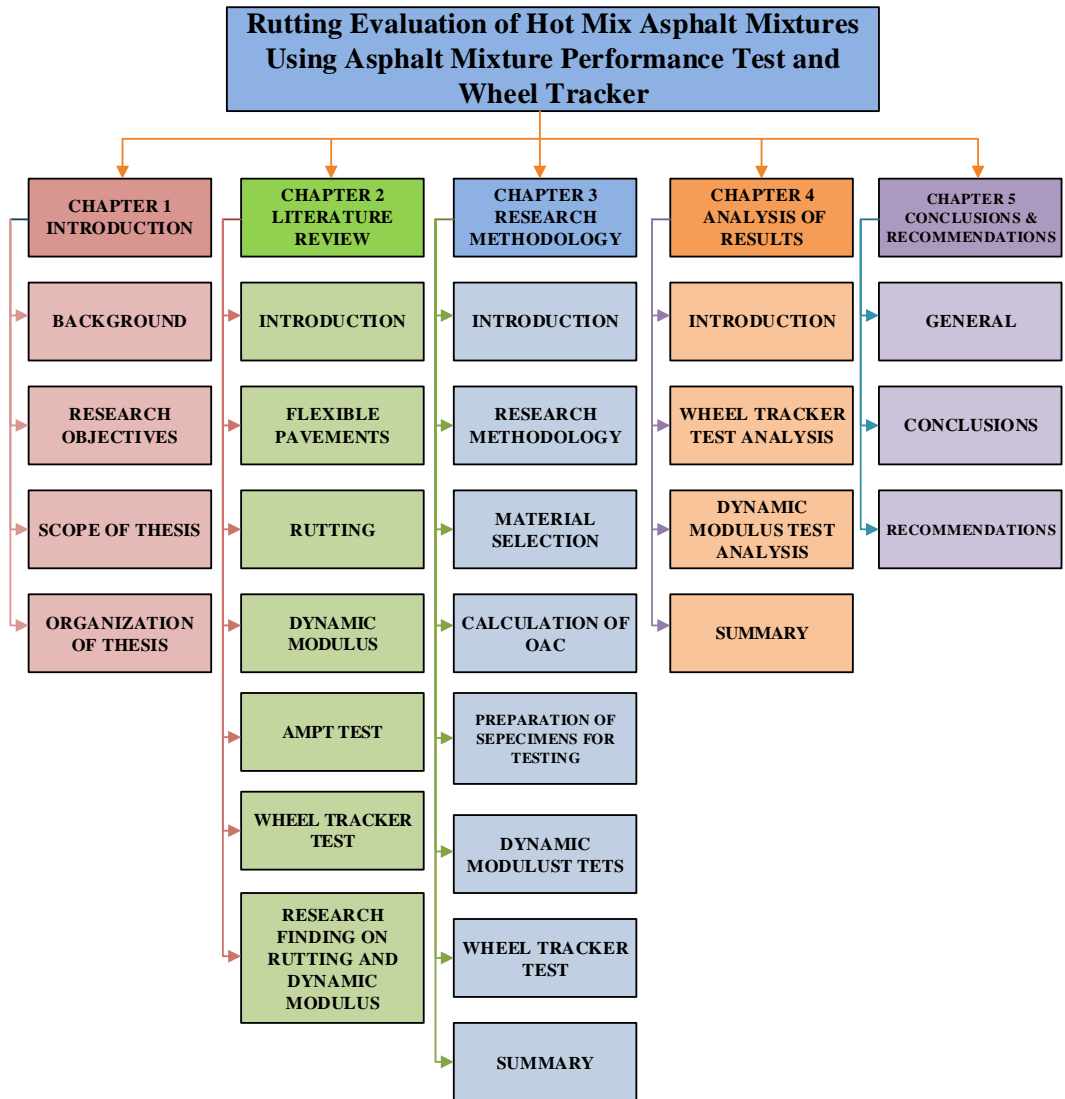 Rutting Evaluation of Hot Mix Asphalt Mixtures
Using Asphalt Mixture Performance Test and
Wheel Tracker
CHAPTER 1
INTRODUCTION
BACKGROUND
RESEARCH
OBJECTIVES
SCOPE OF THESIS
ORGANIZATION
OF THESIS
CHAPTER 2
LITERATURE
REVIEW
INTRODUCTION
FLEXIBLE
PAVEMENTS
RUTTING
DYNAMIC
MODULUS
AMPT TEST
WHEEL TRACKER
TEST
RESEARCH
FINDING ON
RUTTING AND
DYNAMIC
MODULUS
CHAPTER 3
RESEARCH
METHODOLOGY
INTRODUCTION
RESEARCH
METHODOLOGY
MATERIAL
SELECTION
CALCULATION OF
OAC
PREPARATION OF
SEPECIMENS FOR
TESTING
DYNAMIC
MODULUST TETS
WHEEL TRACKER
TEST
SUMMARY
CHAPTER 4
ANALYSIS OF
RESULTS
INTRODUCTION
WHEEL TRACKER
TEST ANALYSIS
DYNAMIC
MODULUS TEST
ANALYSIS
SUMMARY
CHAPTER 5
CONCLUSIONS &
RECOMMENDATIONS
GENERAL
CONCLUSIONS
RECOMMENDATIONS